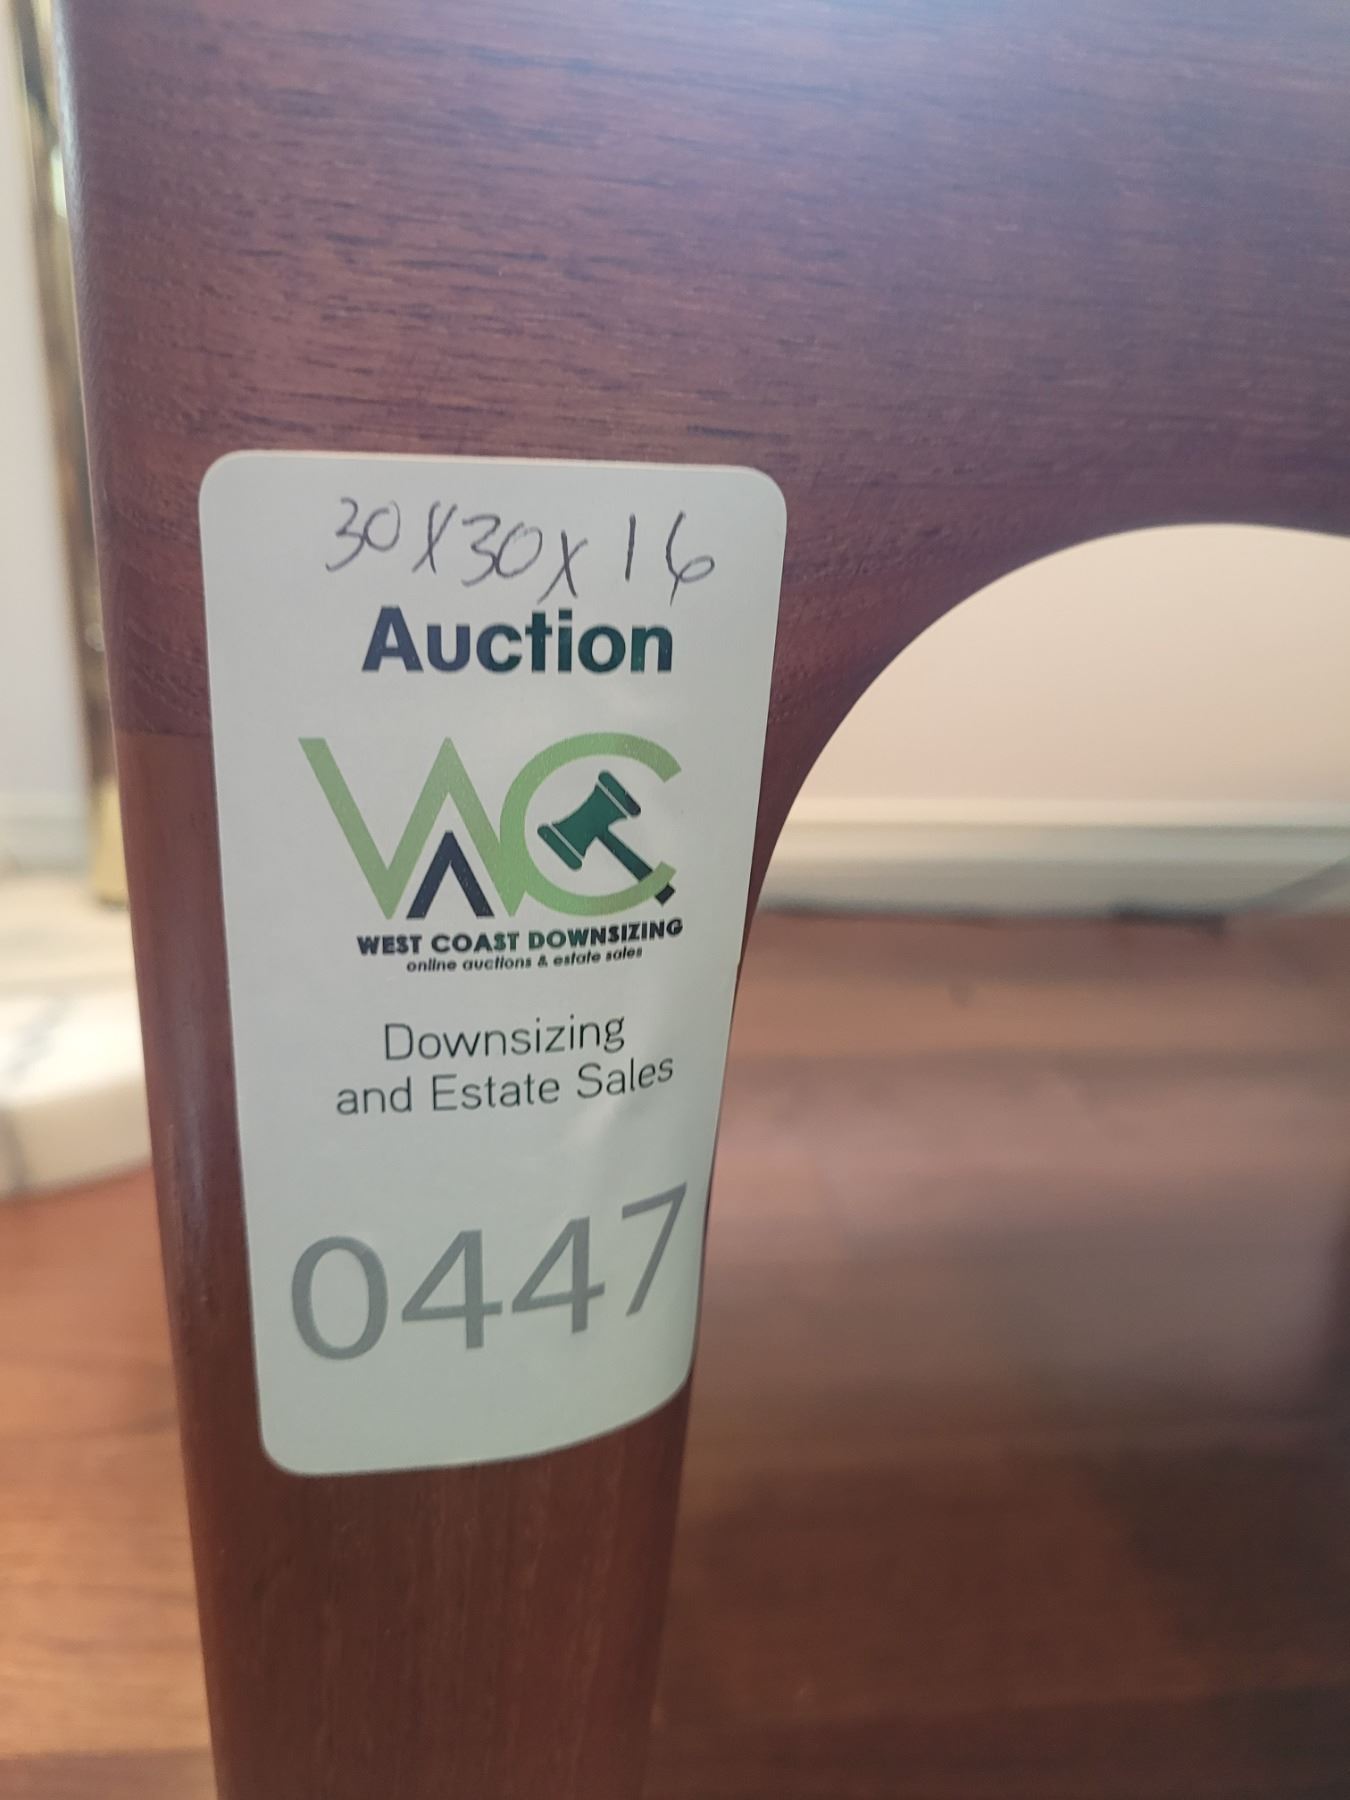 30X30x16
Auction
WC
WEST COAST DOWNSIZING
online auctions & estate sales
Downsizing
and Estate Sales
0447